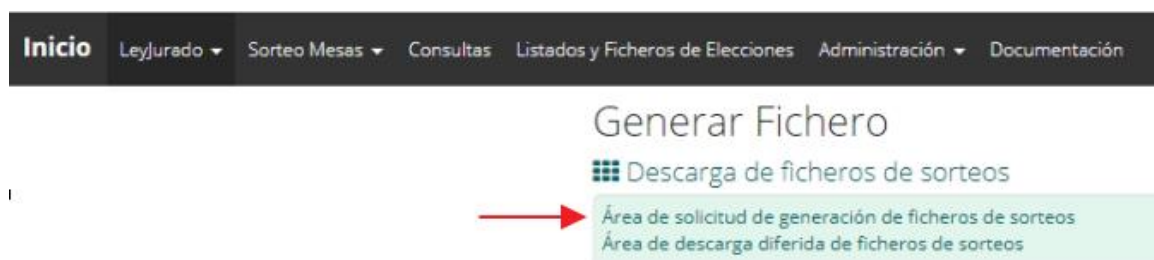 Inicio LeyJurado Sorteo Mesas Consultas Listados y Ficheros de Elecciones Administración Documentación
Generar Fichero
Descarga de ficheros de sorteos
Área de solicitud de generación de ficheros de sorteos
Área de descarga diferida de ficheros de sorteos